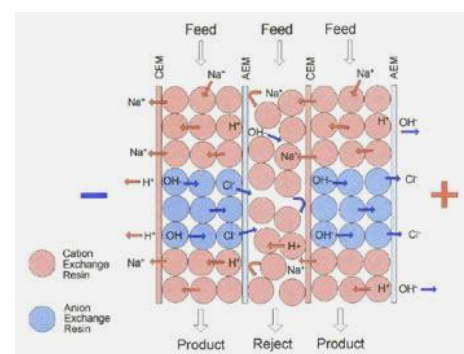 Feed Feed Feed
CEM AEM CEM AEM
Na⁺ Na⁺
Na⁺
H⁺ OH⁻
OH⁻
Na⁺ H⁺ Na⁺
H⁺ OH⁻ Cl⁻ OH⁻ Cl⁻
H⁺ OH Cl⁻ H+ OH Cl⁻
Na⁺ H⁺ Na⁺ H⁺ OH⁻
Cation
Exchange
Resin
Anion
Exchange
Resin
Product Reject Product